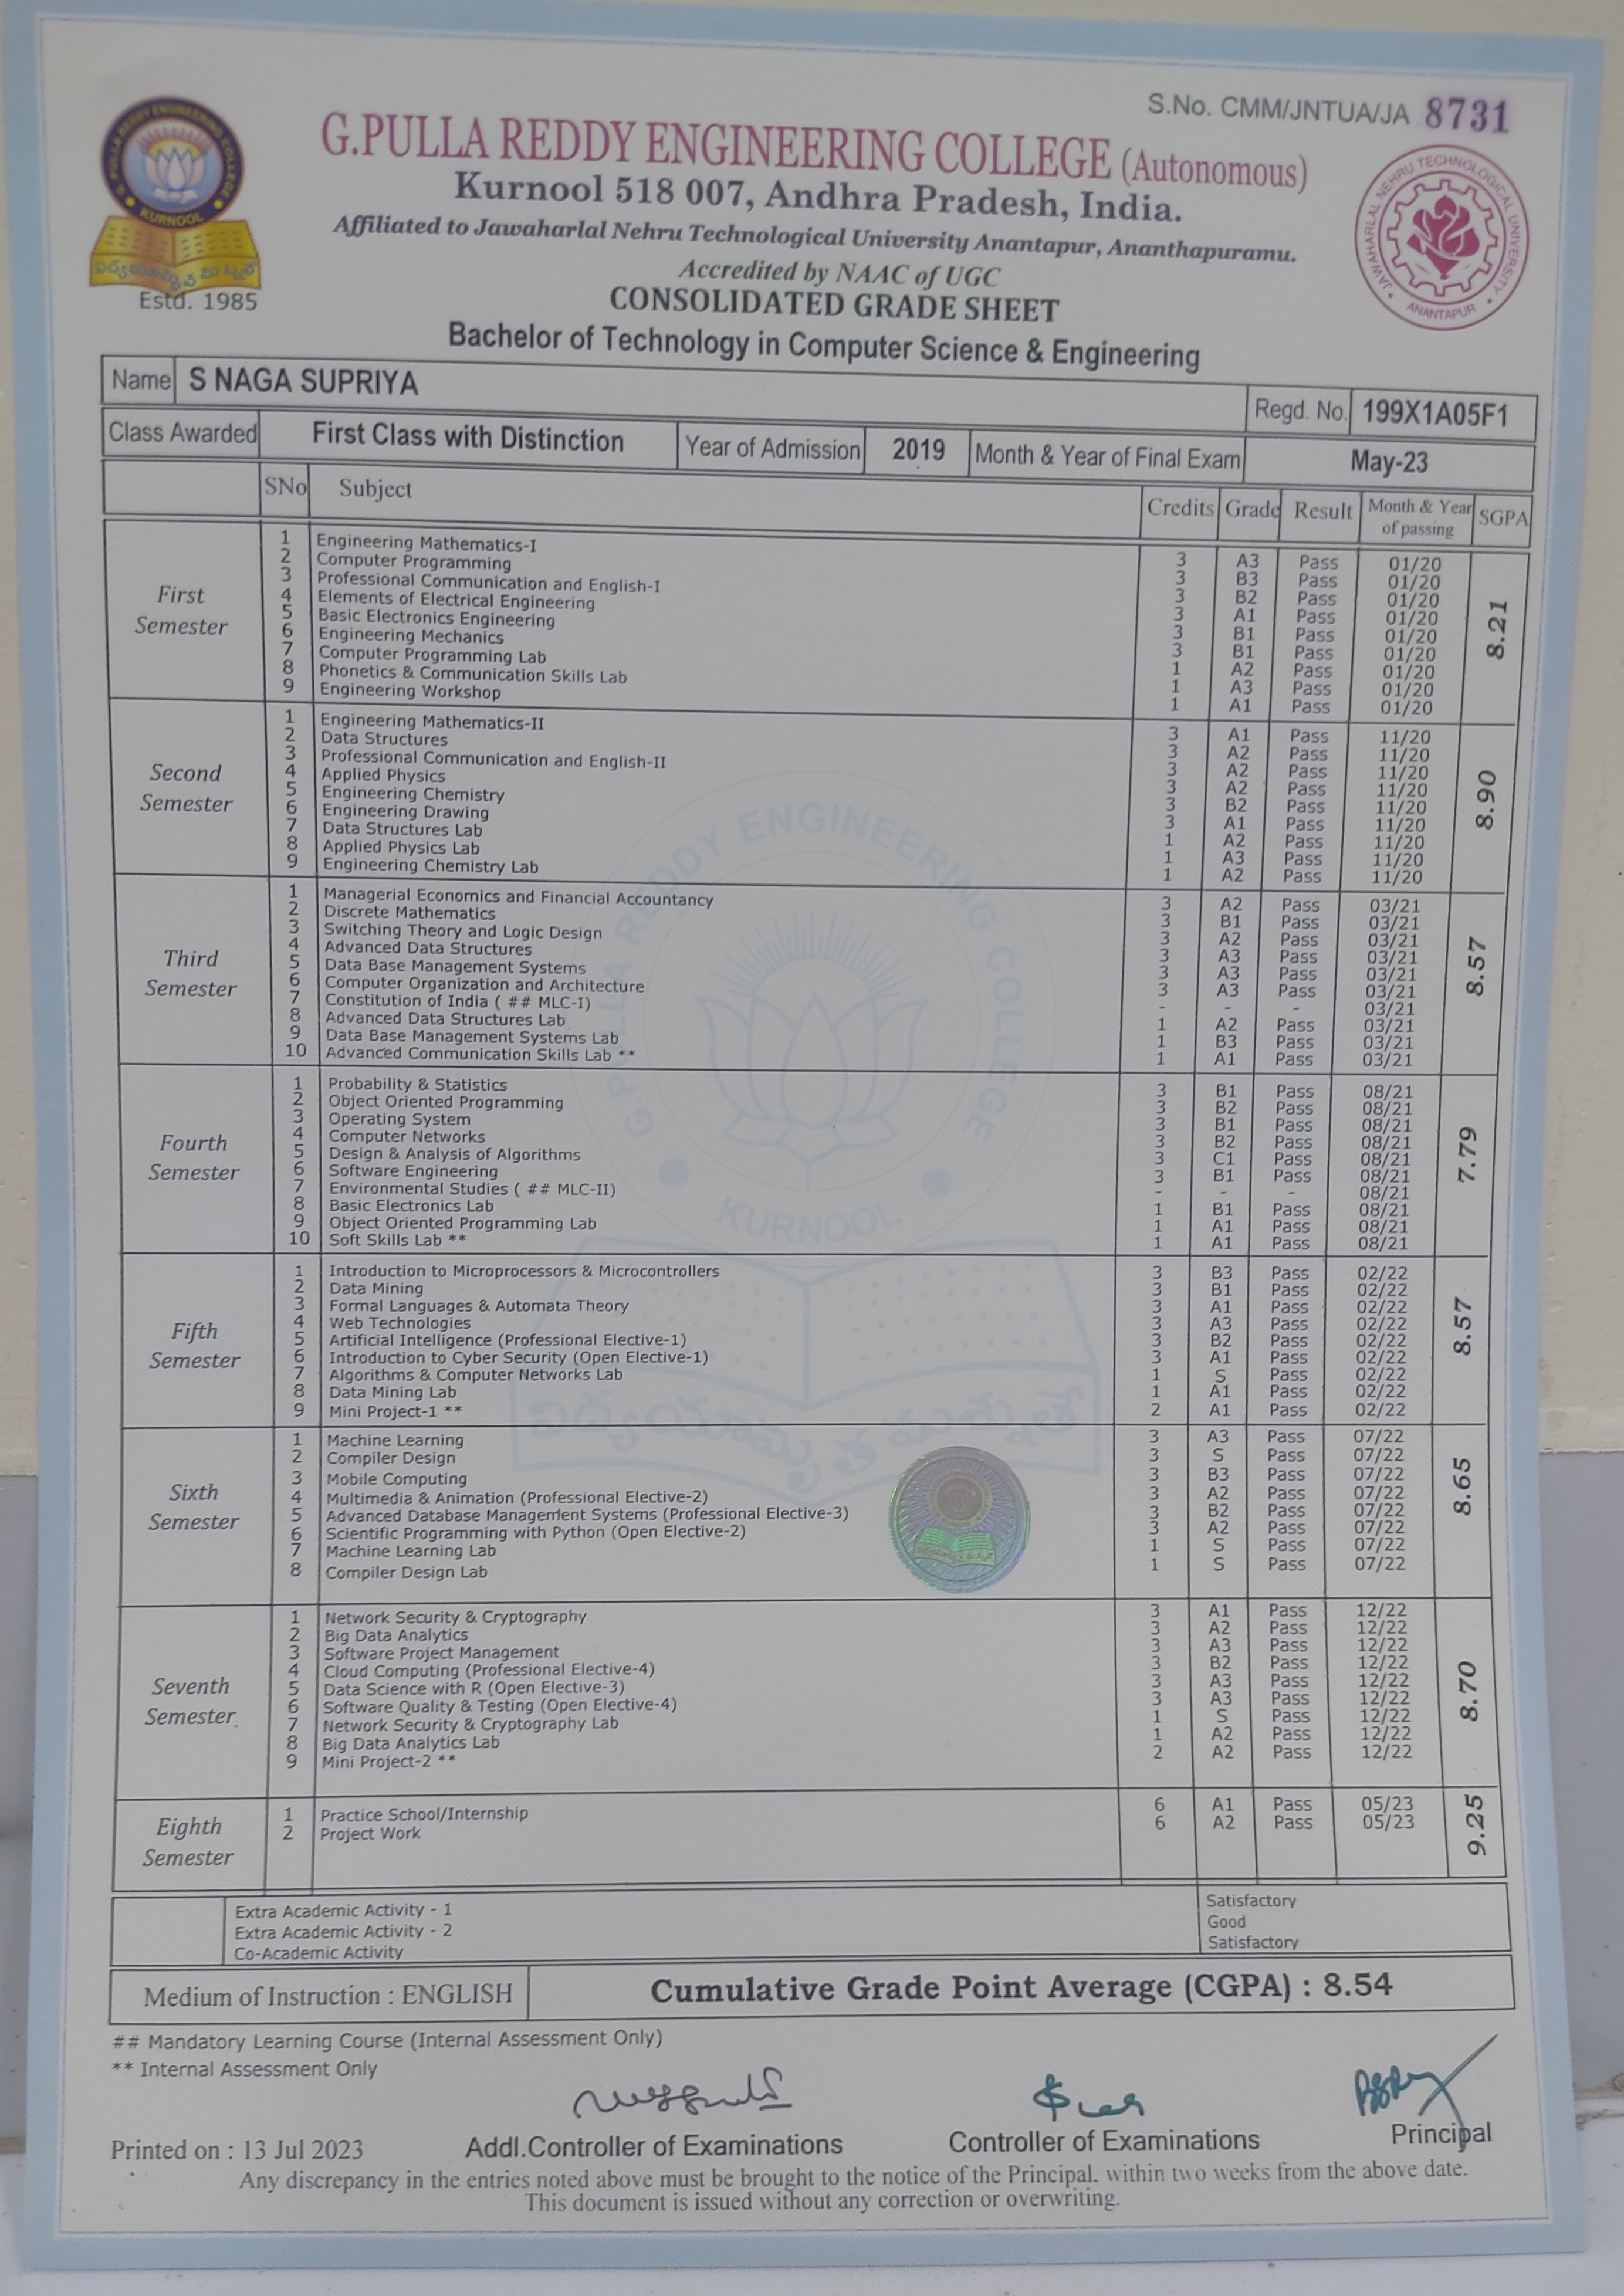 S.No. CMM/JNTUA/JA 8731
G.PULLA REDDY ENGINEERING COLLEGE (Autonomous)
Kurnool 518 007, Andhra Pradesh, India.
Affiliated to Jawaharlal Nehru Technological University Anantapur, Ananthapuramu.
Accredited by NAAC of UGC
Estd. 1985
CONSOLIDATED GRADE SHEET
Bachelor of Technology in Computer Science & Engineering
G. PULLA REDDY ENGINEERING COLLEGE
KURNOOL
JAWAHARLAL NEHRU TECHNOLOGICAL UNIVERSITY
ANANTAPUR
Name S NAGA SUPRIYA Regd. No. 199X1A05F1
Class Awarded First Class with Distinction Year of Admission 2019 Month & Year of Final Exam May-23
SNo Subject Credits Grade Result Month & Year of passing SGPA
First Semester 8.21
1 Engineering Mathematics-I 3 A3 Pass 01/20
2 Computer Programming 3 B3 Pass 01/20
3 Professional Communication and English-I 3 B2 Pass 01/20
4 Elements of Electrical Engineering 3 A1 Pass 01/20
5 Basic Electronics Engineering 3 B1 Pass 01/20
6 Engineering Mechanics 3 B1 Pass 01/20
7 Computer Programming Lab 1 A2 Pass 01/20
8 Phonetics & Communication Skills Lab 1 A3 Pass 01/20
9 Engineering Workshop 1 A1 Pass 01/20
Second Semester 8.90
1 Engineering Mathematics-II 3 A1 Pass 11/20
2 Data Structures 3 A2 Pass 11/20
3 Professional Communication and English-II 3 A2 Pass 11/20
4 Applied Physics 3 A2 Pass 11/20
5 Engineering Chemistry 3 B2 Pass 11/20
6 Engineering Drawing 3 A1 Pass 11/20
7 Data Structures Lab 1 A2 Pass 11/20
8 Applied Physics Lab 1 A3 Pass 11/20
9 Engineering Chemistry Lab 1 A2 Pass 11/20
Third Semester 8.57
1 Managerial Economics and Financial Accountancy 3 A2 Pass 03/21
2 Discrete Mathematics 3 B1 Pass 03/21
3 Switching Theory and Logic Design 3 A2 Pass 03/21
4 Advanced Data Structures 3 A3 Pass 03/21
5 Data Base Management Systems 3 A3 Pass 03/21
6 Computer Organization and Architecture 3 A3 Pass 03/21
7 Constitution of India ( ## MLC-I) - - - 03/21
8 Advanced Data Structures Lab 1 A2 Pass 03/21
9 Data Base Management Systems Lab 1 B3 Pass 03/21
10 Advanced Communication Skills Lab ** 1 A1 Pass 03/21
Fourth Semester 7.79
1 Probability & Statistics 3 B1 Pass 08/21
2 Object Oriented Programming 3 B2 Pass 08/21
3 Operating System 3 B1 Pass 08/21
4 Computer Networks 3 B2 Pass 08/21
5 Design & Analysis of Algorithms 3 C1 Pass 08/21
6 Software Engineering 3 B1 Pass 08/21
7 Environmental Studies ( ## MLC-II) - - - 08/21
8 Basic Electronics Lab 1 B1 Pass 08/21
9 Object Oriented Programming Lab 1 A1 Pass 08/21
10 Soft Skills Lab ** 1 A1 Pass 08/21
Fifth Semester 8.57
1 Introduction to Microprocessors & Microcontrollers 3 B3 Pass 02/22
2 Data Mining 3 B1 Pass 02/22
3 Formal Languages & Automata Theory 3 A1 Pass 02/22
4 Web Technologies 3 A3 Pass 02/22
5 Artificial Intelligence (Professional Elective-1) 3 B2 Pass 02/22
6 Introduction to Cyber Security (Open Elective-1) 3 A1 Pass 02/22
7 Algorithms & Computer Networks Lab 1 S Pass 02/22
8 Data Mining Lab 1 A1 Pass 02/22
9 Mini Project-1 ** 2 A1 Pass 02/22
Sixth Semester 8.65
1 Machine Learning 3 A3 Pass 07/22
2 Compiler Design 3 S Pass 07/22
3 Mobile Computing 3 B3 Pass 07/22
4 Multimedia & Animation (Professional Elective-2) 3 A2 Pass 07/22
5 Advanced Database Management Systems (Professional Elective-3) 3 B2 Pass 07/22
6 Scientific Programming with Python (Open Elective-2) 3 A2 Pass 07/22
7 Machine Learning Lab 1 S Pass 07/22
8 Compiler Design Lab 1 S Pass 07/22
Seventh Semester 8.70
1 Network Security & Cryptography 3 A1 Pass 12/22
2 Big Data Analytics 3 A2 Pass 12/22
3 Software Project Management 3 A3 Pass 12/22
4 Cloud Computing (Professional Elective-4) 3 B2 Pass 12/22
5 Data Science with R (Open Elective-3) 3 A3 Pass 12/22
6 Software Quality & Testing (Open Elective-4) 3 A3 Pass 12/22
7 Network Security & Cryptography Lab 1 S Pass 12/22
8 Big Data Analytics Lab 1 A2 Pass 12/22
9 Mini Project-2 ** 2 A2 Pass 12/22
Eighth Semester 9.25
1 Practice School/Internship 6 A1 Pass 05/23
2 Project Work 6 A2 Pass 05/23
G.PULLA REDDY ENGINEERING COLLEGE
KURNOOL
Extra Academic Activity - 1 Satisfactory
Extra Academic Activity - 2 Good
Co-Academic Activity Satisfactory
Medium of Instruction : ENGLISH Cumulative Grade Point Average (CGPA) : 8.54
## Mandatory Learning Course (Internal Assessment Only)
** Internal Assessment Only
Printed on : 13 Jul 2023 Addl.Controller of Examinations Controller of Examinations Principal
Any discrepancy in the entries noted above must be brought to the notice of the Principal. within two weeks from the above date.
This document is issued without any correction or overwriting.